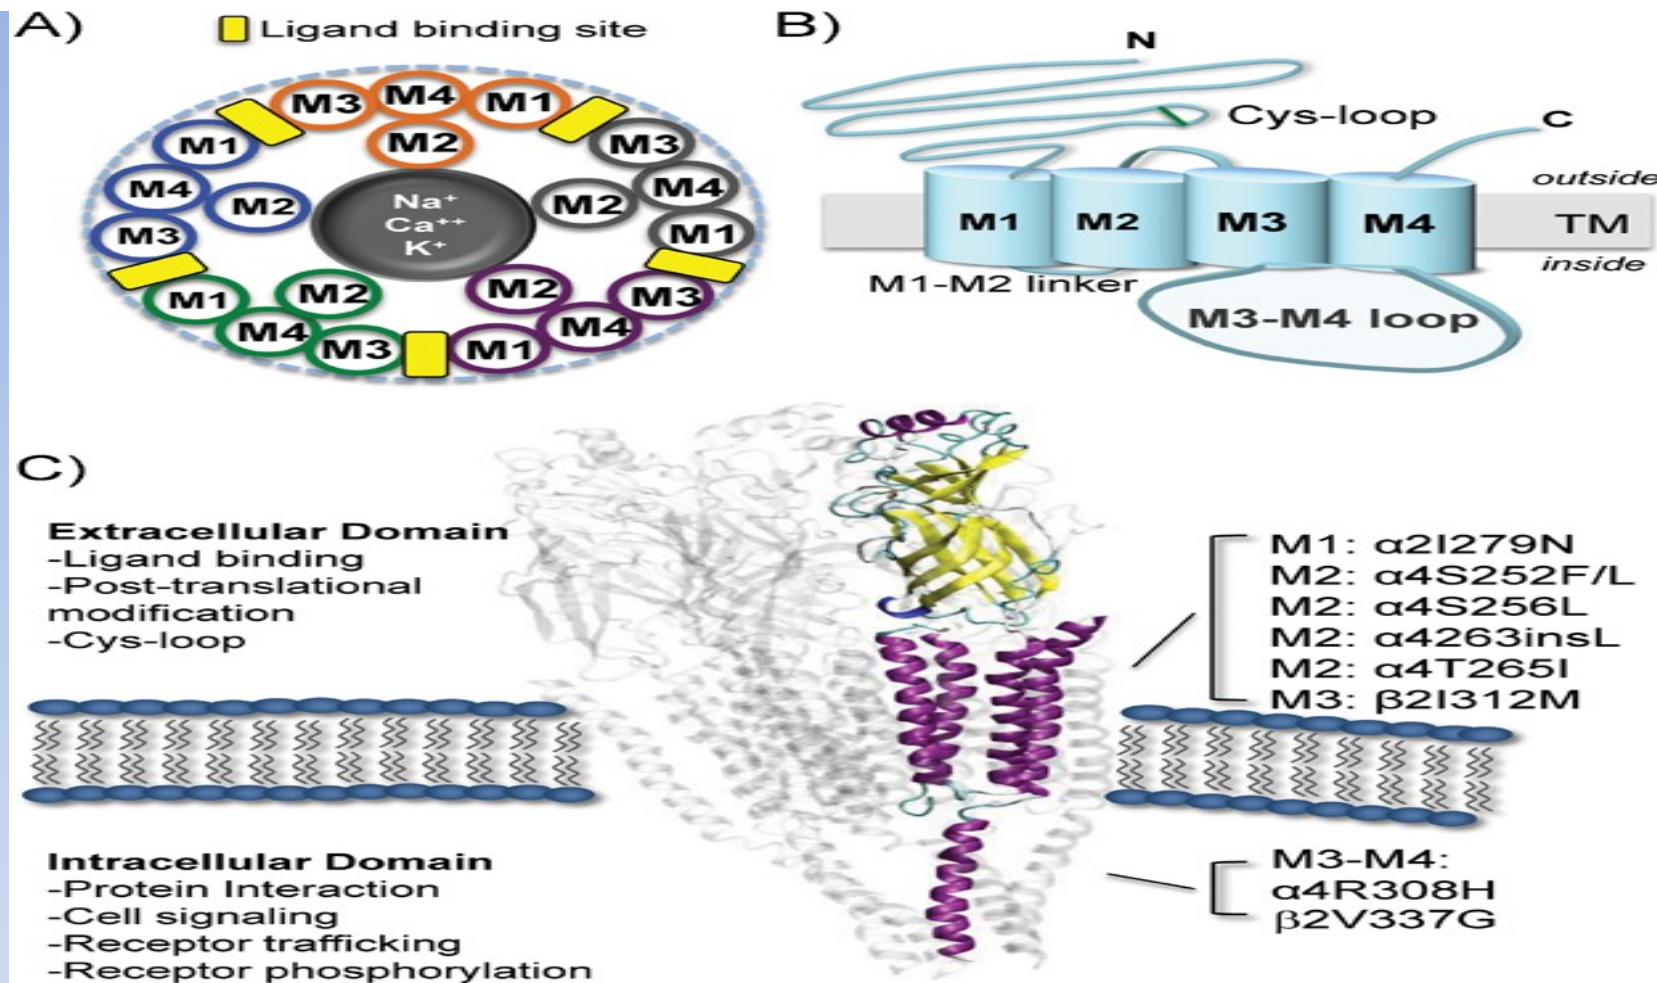 A)
Ligand binding site
M3 M4 M1
M2
M1 M3
M4 M2 M2 M4
M3 M1
Na⁺
Ca⁺⁺
K⁺
M1 M2 M2 M3
M4 M4
M3 M1
B)
N
Cys-loop
C
outside
M1 M2 M3 M4 TM
inside
M1-M2 linker
M3-M4 loop
C)
Extracellular Domain
-Ligand binding
-Post-translational
modification
-Cys-loop
M1: α2I279N
M2: α4S252F/L
M2: α4S256L
M2: α4263insL
M2: α4T265I
M3: β2I312M
Intracellular Domain
-Protein Interaction
-Cell signaling
-Receptor trafficking
-Receptor phosphorylation
M3-M4:
α4R308H
β2V337G